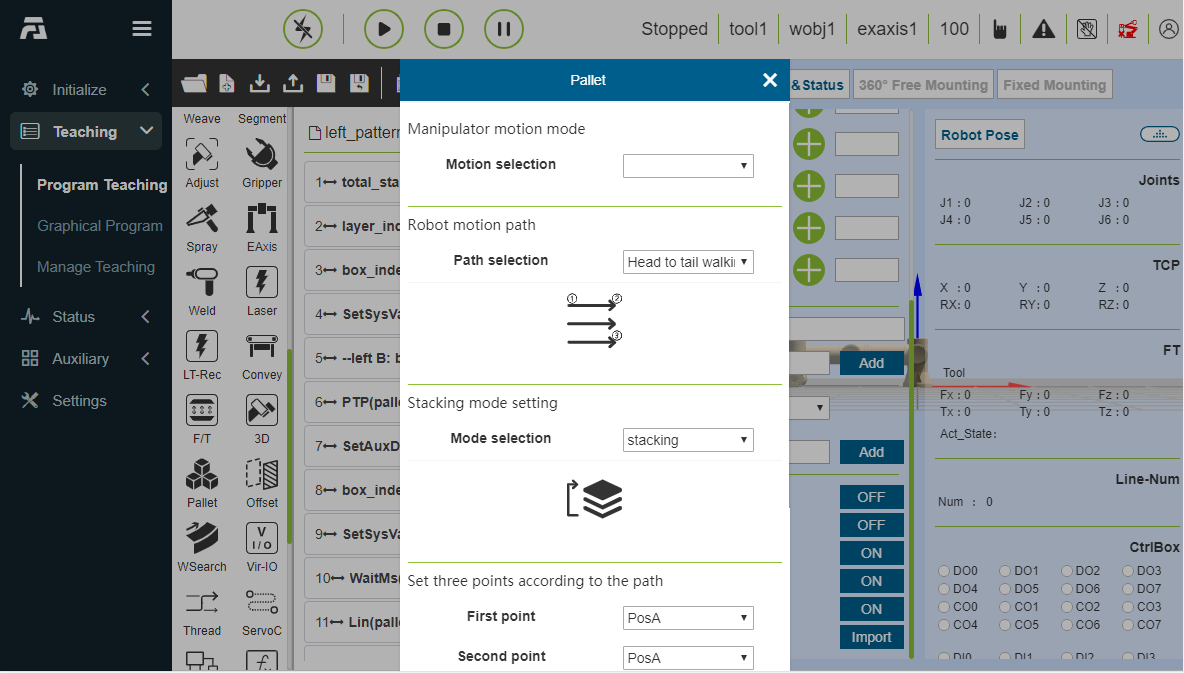 Stopped tool1 wobj1 exaxis1 100
Initialize
Teaching
Program Teaching
Graphical Program
Manage Teaching
Status
Auxiliary
Settings
Weave Segment
Adjust Gripper
Spray EAxis
Weld Laser
LT-Rec Convey
F/T 3D
Pallet Offset
V
I/O
WSearch Vir-IO
Thread ServoC
left_pattern
1 total_sta
2 layer_ind
3 box_inde
4 SetSysVa
5 --left B: b
6 PTP(palle
7 SetAuxD
8 box_inde
9 SetSysVa
10 WaitMs(
11 Lin(palle
Pallet
Manipulator motion mode
Motion selection
Robot motion path
Path selection Head to tail walki
1 2
3
Stacking mode setting
Mode selection stacking
Set three points according to the path
First point PosA
Second point PosA
&Status 360° Free Mounting Fixed Mounting
Add
Add
OFF
OFF
ON
ON
ON
Import
Robot Pose
Joints
J1 : 0 J2 : 0 J3 : 0
J4 : 0 J5 : 0 J6 : 0
TCP
X : 0 Y : 0 Z : 0
RX: 0 RY: 0 RZ: 0
FT
Tool
Fx : 0 Fy : 0 Fz : 0
Tx : 0 Ty : 0 Tz : 0
Act_State:
Line-Num
Num : 0
CtrlBox
DO0 DO1 DO2 DO3
DO4 DO5 DO6 DO7
CO0 CO1 CO2 CO3
CO4 CO5 CO6 CO7
DI0 DI1 DI2 DI3